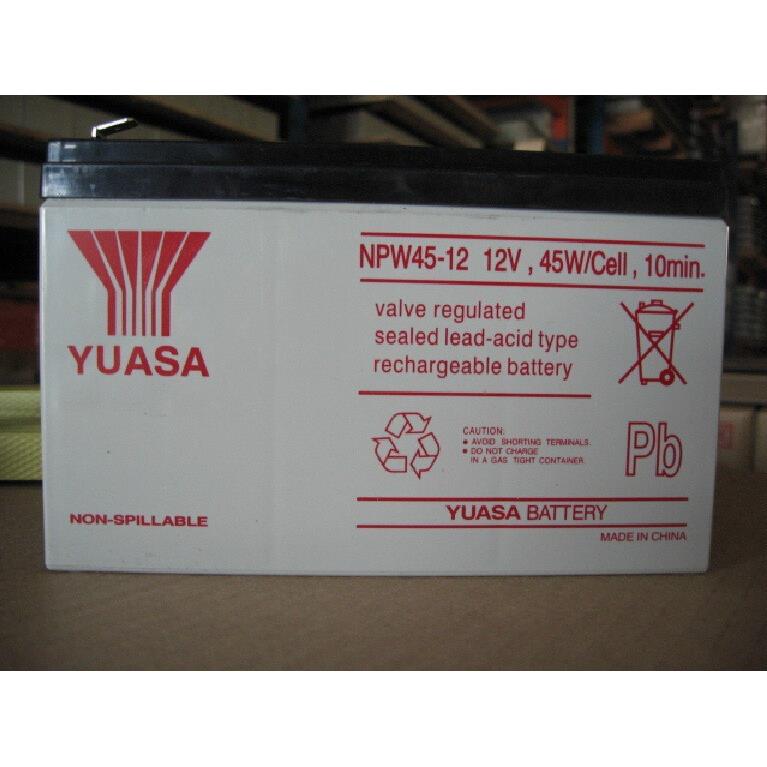 YUASA
NON-SPILLABLE
NPW45-12 12V , 45W/Cell , 10min.
valve regulated
sealed lead-acid type
rechargeable battery
CAUTION:
• AVOID SHORTING TERMINALS.
• DO NOT CHARGE
IN A GAS TIGHT CONTAINER.
Pb
YUASA BATTERY
MADE IN CHINA